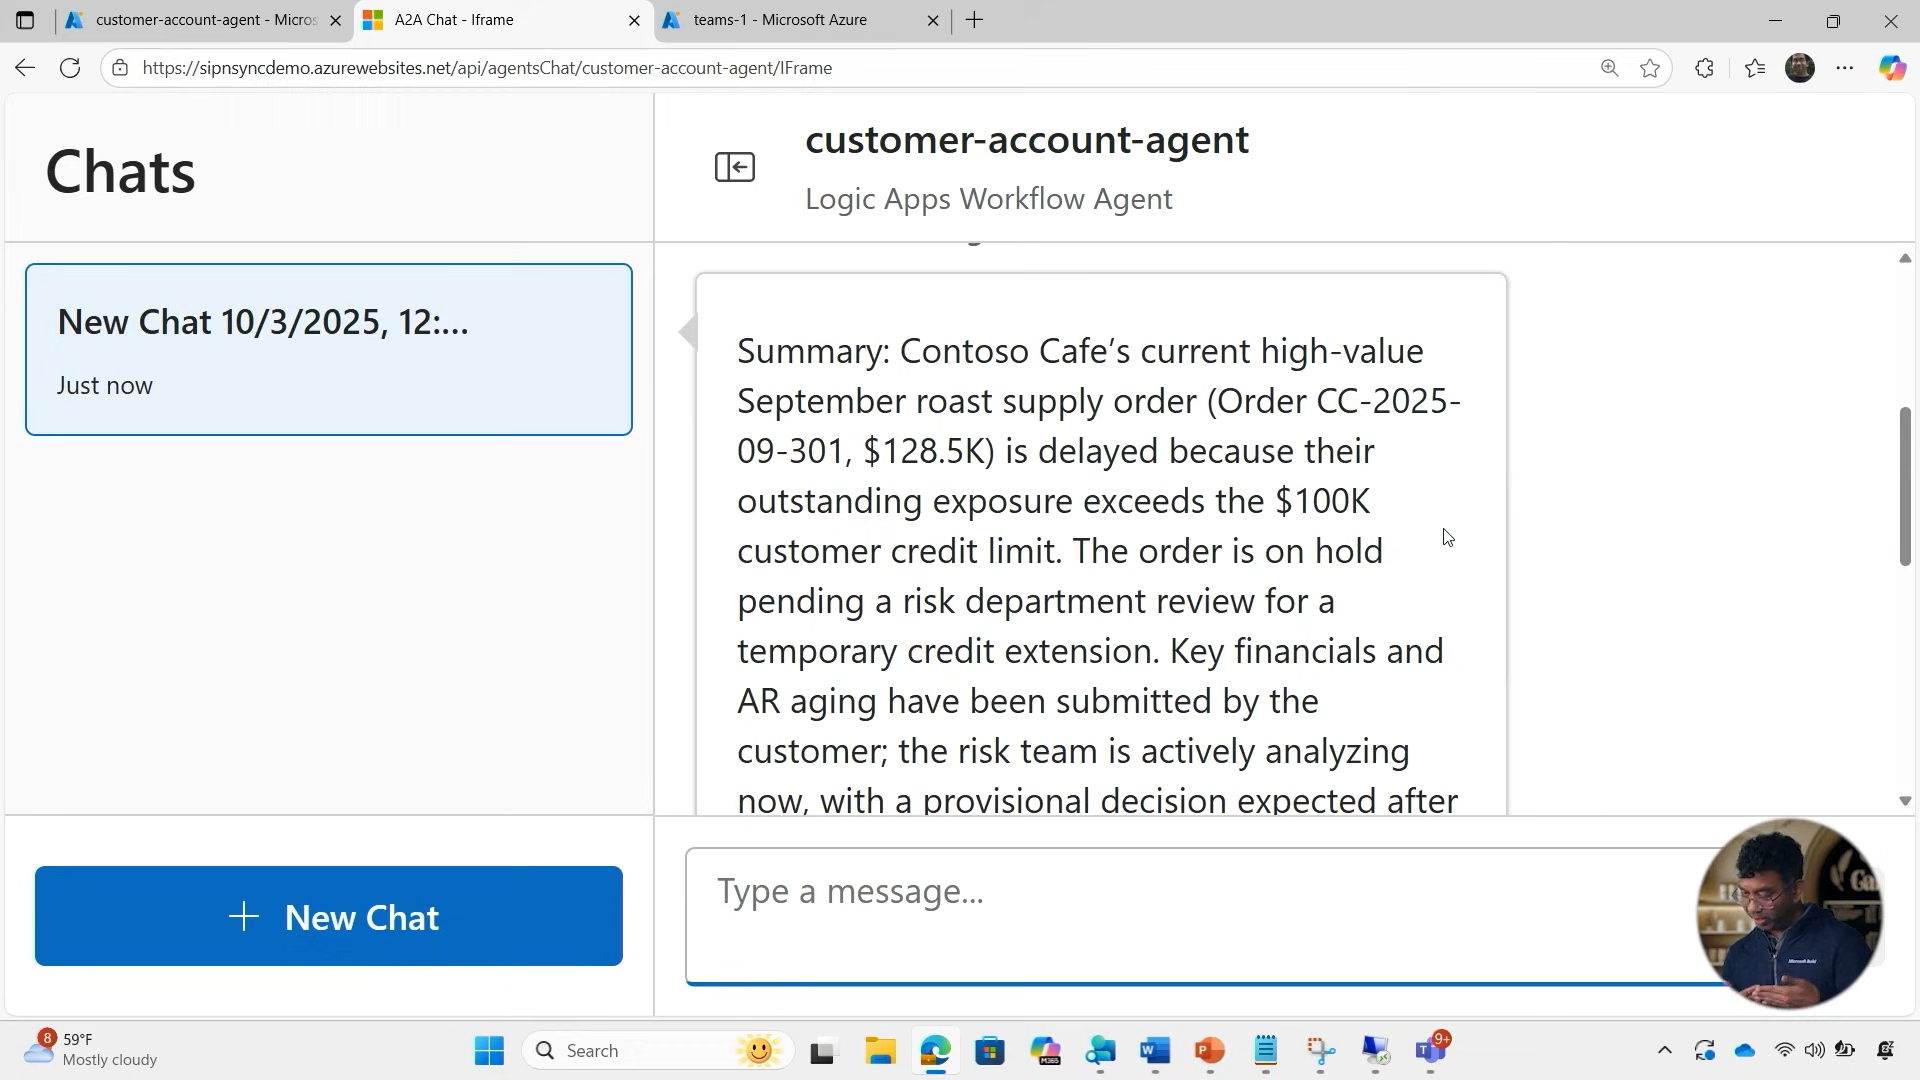 customer-account-agent - Micros
A2A Chat - Iframe
teams-1 - Microsoft Azure
https://sipnsyncdemo.azurewebsites.net/api/agentsChat/customer-account-agent/IFrame
Chats
customer-account-agent
Logic Apps Workflow Agent
New Chat 10/3/2025, 12:...
Just now
Summary: Contoso Cafe’s current high-value
September roast supply order (Order CC-2025-
09-301, $128.5K) is delayed because their
outstanding exposure exceeds the $100K
customer credit limit. The order is on hold
pending a risk department review for a
temporary credit extension. Key financials and
AR aging have been submitted by the
customer; the risk team is actively analyzing
now, with a provisional decision expected after
New Chat
Type a message...
Microsoft Build
8
59°F
Mostly cloudy
Search
M365
9+